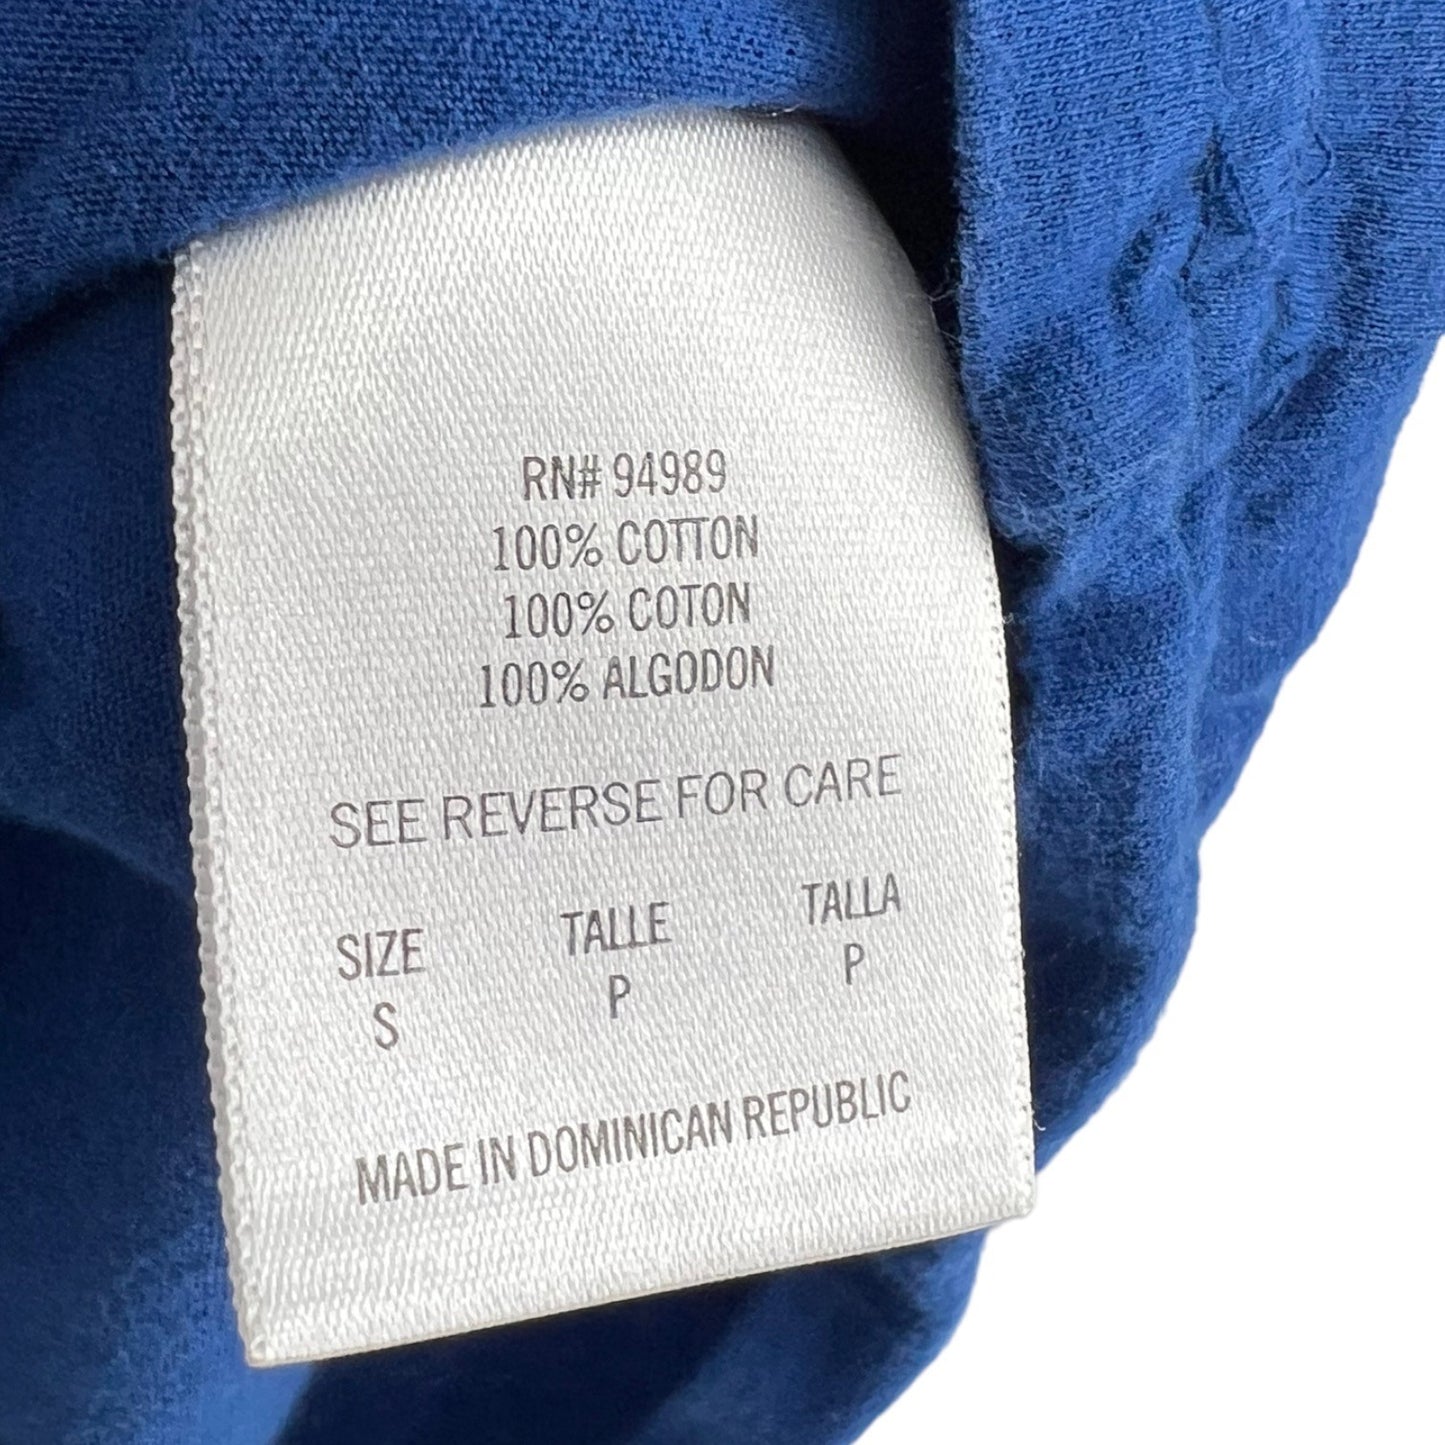 RN# 94989
100% COTTON
100% COTON
100% ALGODON
SEE REVERSE FOR CARE
SIZE TALLE TALLA
S P P
MADE IN DOMINICAN REPUBLIC